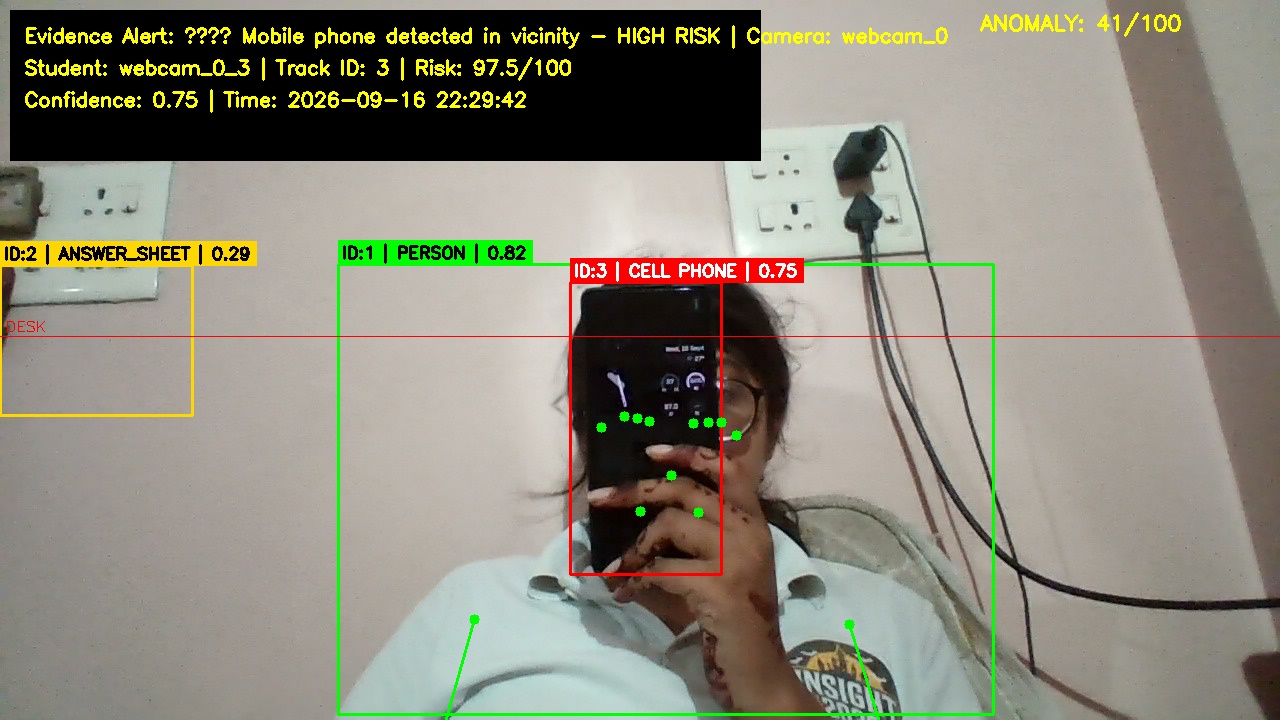 Evidence Alert: ???? Mobile phone detected in vicinity - HIGH RISK | Camera: webcam_0
ANOMALY: 41/100
Student: webcam_0_3 | Track ID: 3 | Risk: 97.5/100
Confidence: 0.75 | Time: 2026-09-16 22:29:42
ID:2 | ANSWER_SHEET | 0.29
ID:1 | PERSON | 0.82
ID:3 | CELL PHONE | 0.75
DESK
27°
INSIGHT